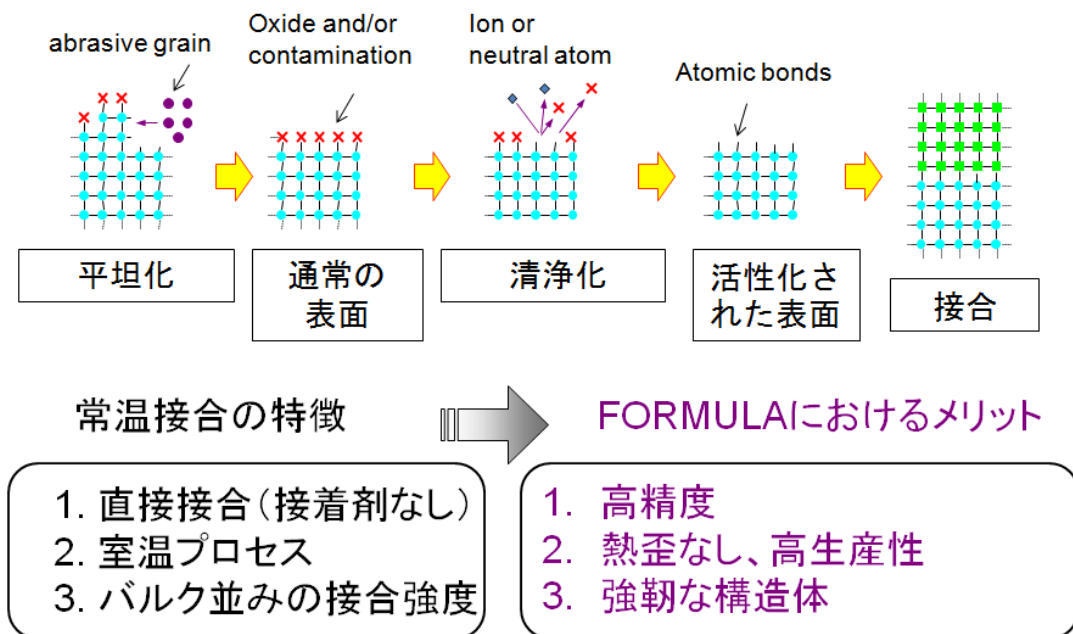 abrasive grain
Oxide and/or
contamination
Ion or
neutral atom
Atomic bonds
平坦化
通常の
表面
清浄化
活性化さ
れた表面
接合
常温接合の特徴
FORMULAにおけるメリット
1. 直接接合(接着剤なし)
2. 室温プロセス
3. バルク並みの接合強度
1. 高精度
2. 熱歪なし、高生産性
3. 強靭な構造体